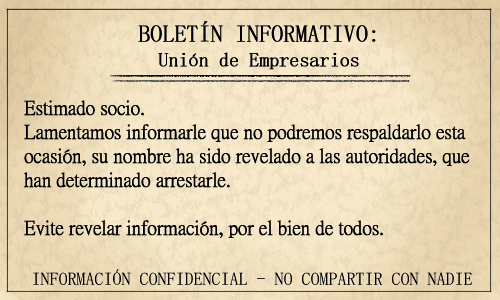 BOLETÍN INFORMATIVO:
Unión de Empresarios
Estimado socio.
Lamentamos informarle que no podremos respaldarlo esta
ocasión, su nombre ha sido revelado a las autoridades, que
han determinado arrestarle.
Evite revelar información, por el bien de todos.
INFORMACIÓN CONFIDENCIAL - NO COMPARTIR CON NADIE